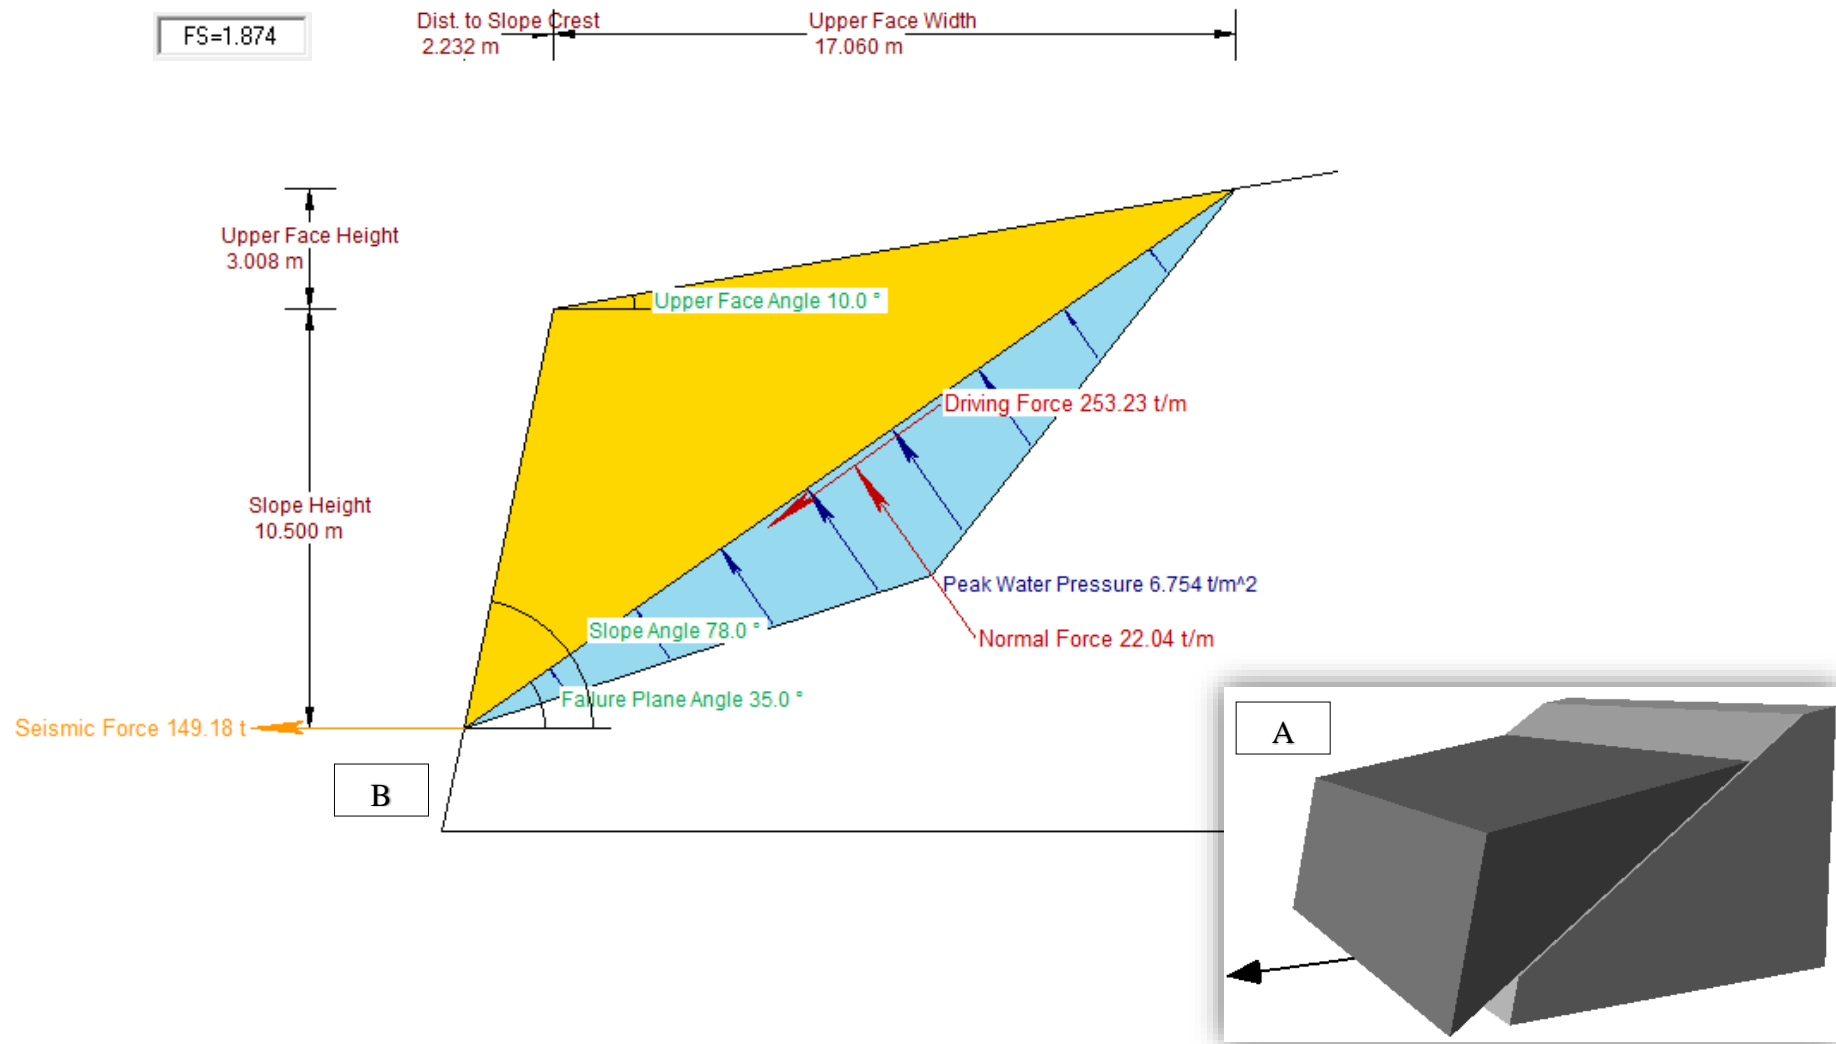 FS=1.874
Dist. to Slope Crest
2.232 m
Upper Face Width
17.060 m
Upper Face Height
3.008 m
Upper Face Angle 10.0 °
Driving Force 253.23 t/m
Slope Height
10.500 m
Peak Water Pressure 6.754 t/m^2
Slope Angle 78.0 °
Normal Force 22.04 t/m
Failure Plane Angle 35.0 °
Seismic Force 149.18 t
A
B